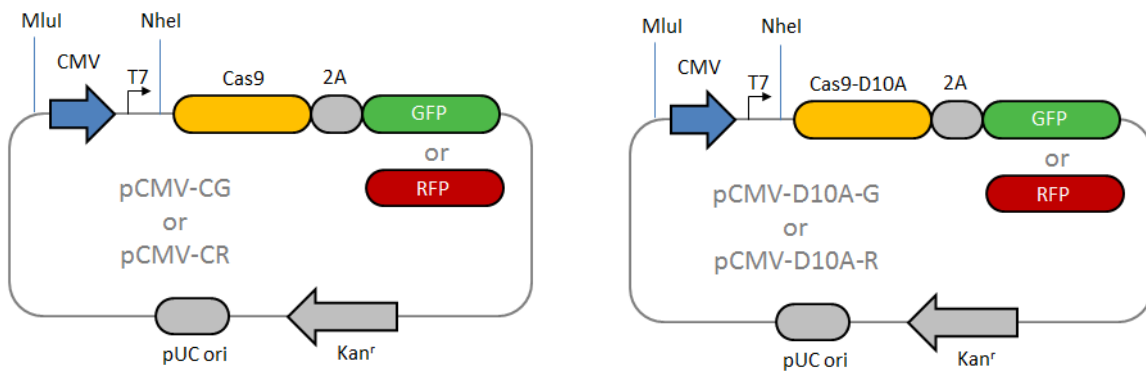 MluI
NheI
CMV
T7
Cas9
2A
GFP
or
RFP
pCMV-CG
or
pCMV-CR
pUC ori
Kanʳ
MluI
NheI
CMV
T7
Cas9-D10A
2A
GFP
or
RFP
pCMV-D10A-G
or
pCMV-D10A-R
pUC ori
Kanʳ